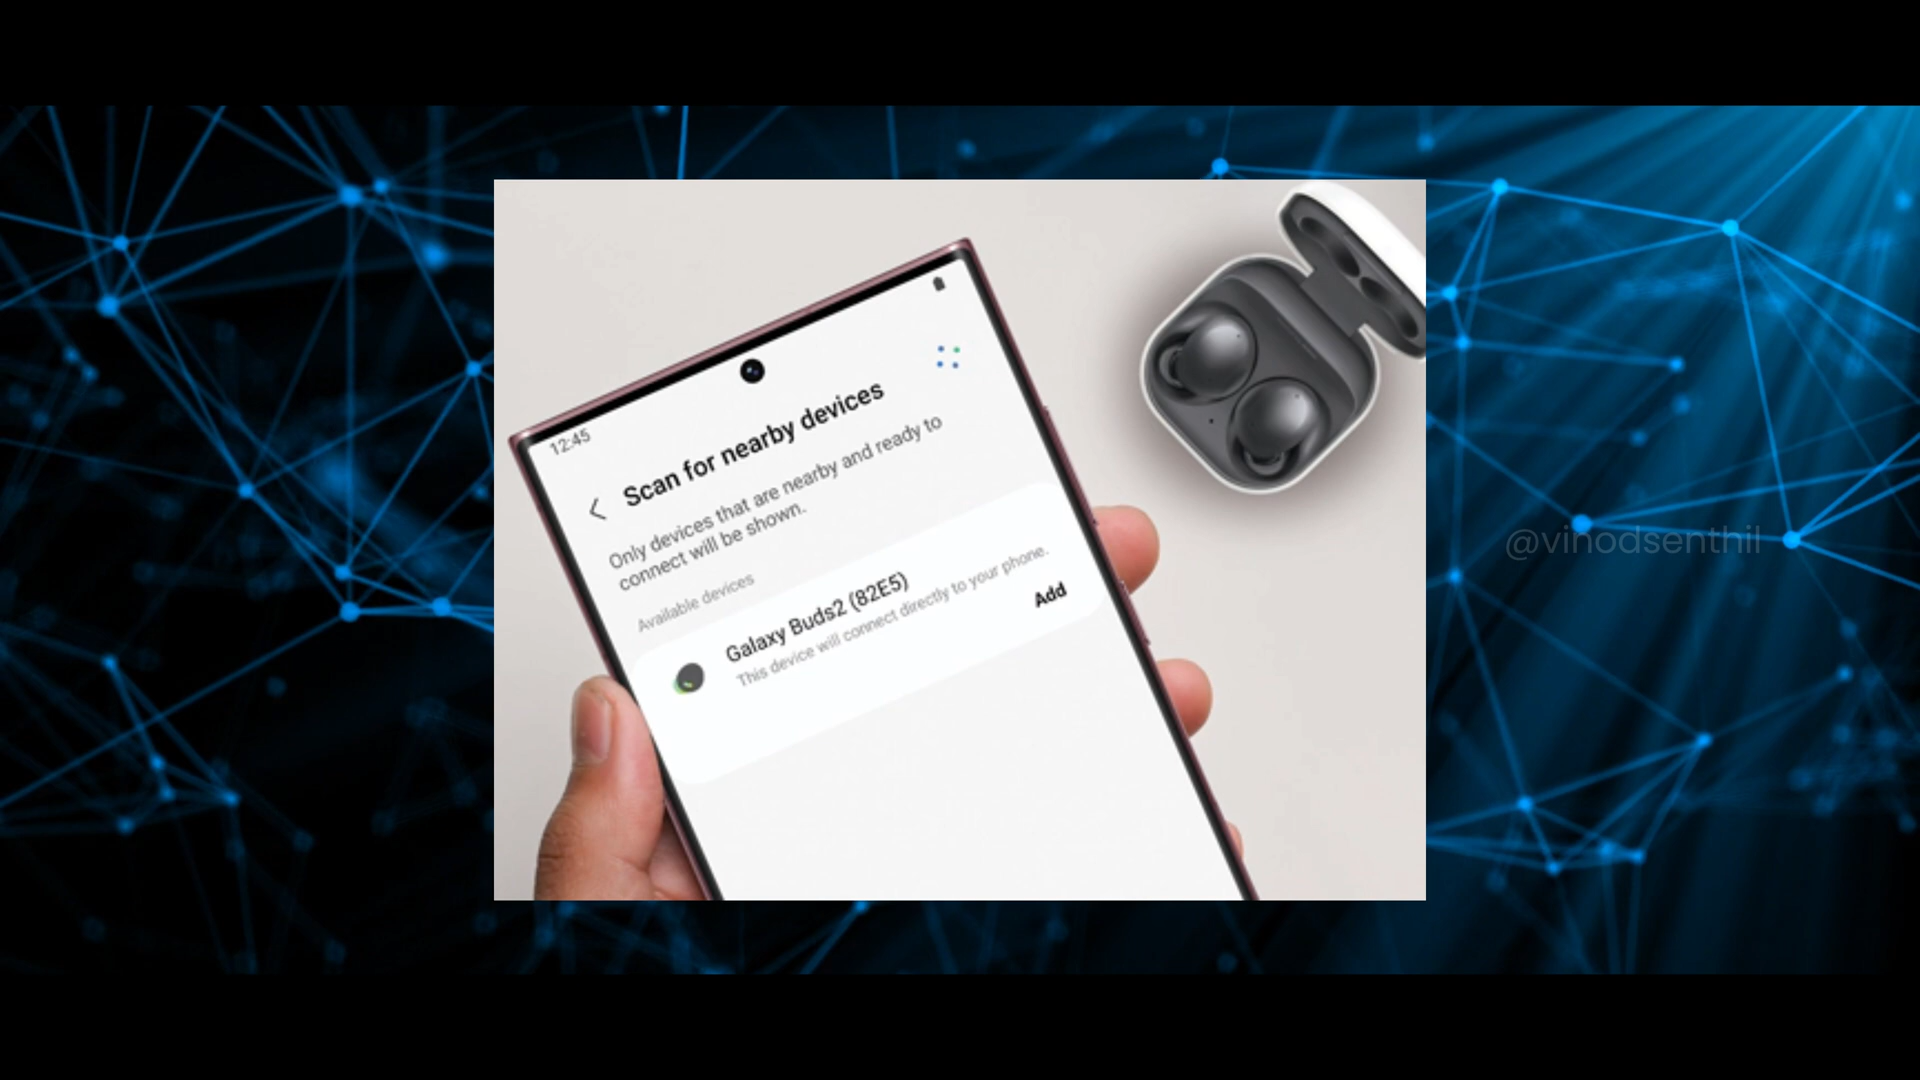 12:45
Scan for nearby devices
Only devices that are nearby and ready to
connect will be shown.
Available devices
Galaxy Buds2 (82E5)
This device will connect directly to your phone.
Add
@vinodsenthil